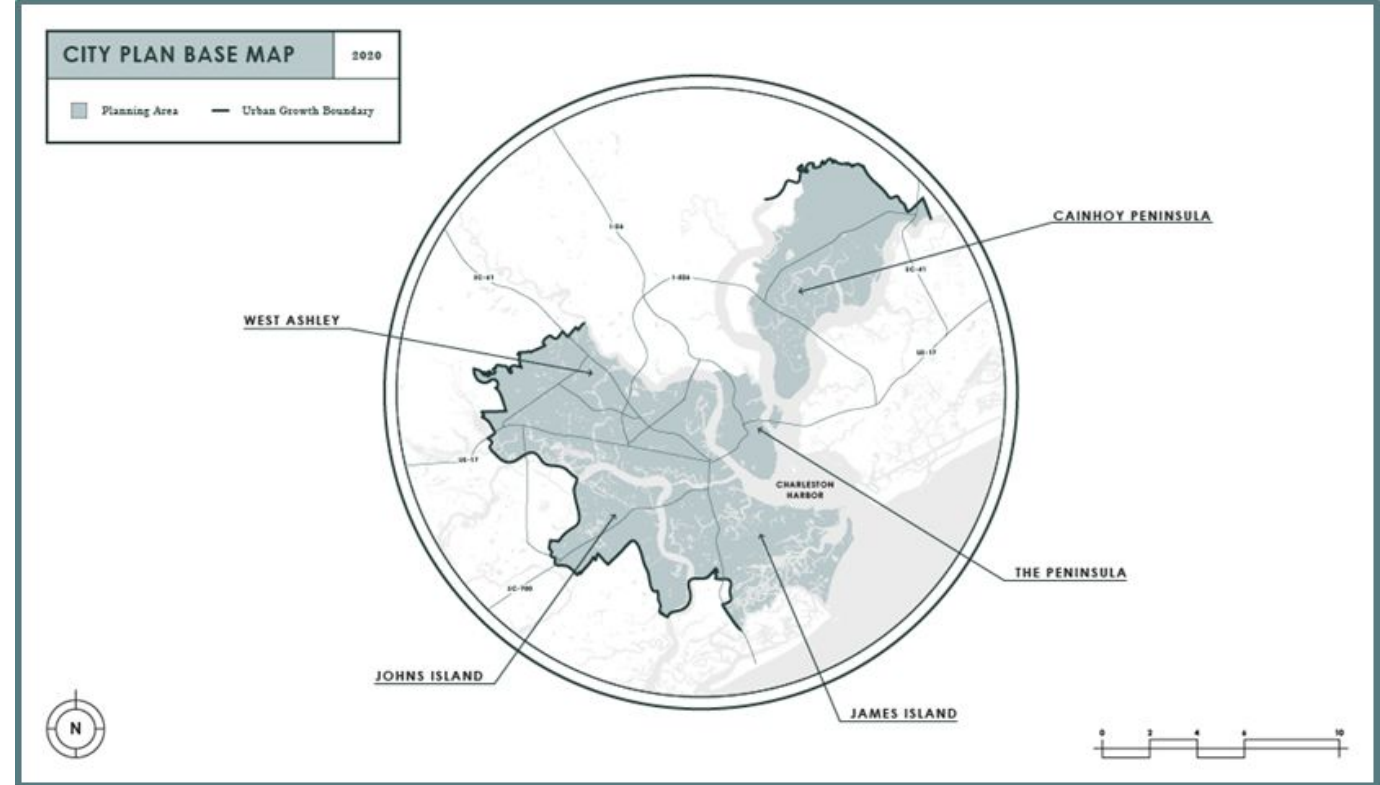 CITY PLAN BASE MAP
2020
Planning Area
Urban Growth Boundary
CAINHOY PENINSULA
I-26
SC-61
I-526
SC-41
WEST ASHLEY
US-17
US-17
CHARLESTON
HARBOR
THE PENINSULA
SC-700
JOHNS ISLAND
JAMES ISLAND
N
0 2 4 6 10